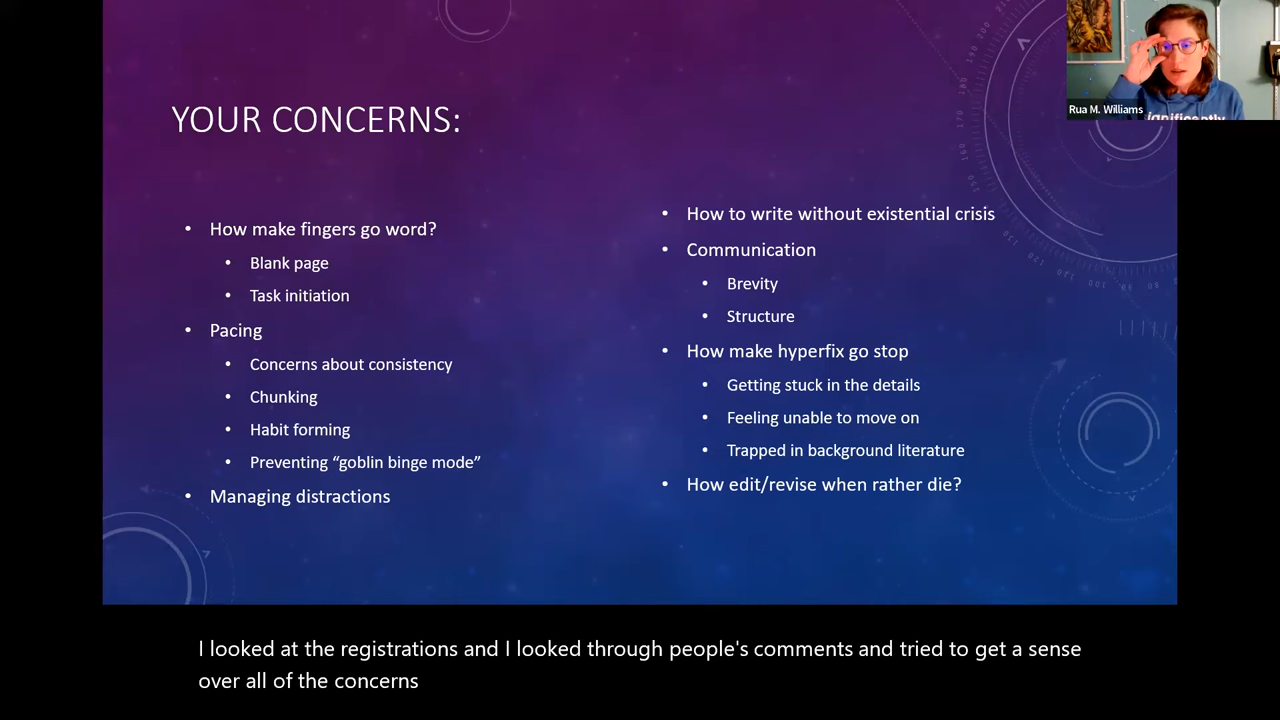 YOUR CONCERNS:
How make fingers go word?
Blank page
Task initiation
Pacing
Concerns about consistency
Chunking
Habit forming
Preventing “goblin binge mode”
Managing distractions
How to write without existential crisis
Communication
Brevity
Structure
How make hyperfix go stop
Getting stuck in the details
Feeling unable to move on
Trapped in background literature
How edit/revise when rather die?
Rua M. Williams
I looked at the registrations and I looked through people's comments and tried to get a sense
over all of the concerns